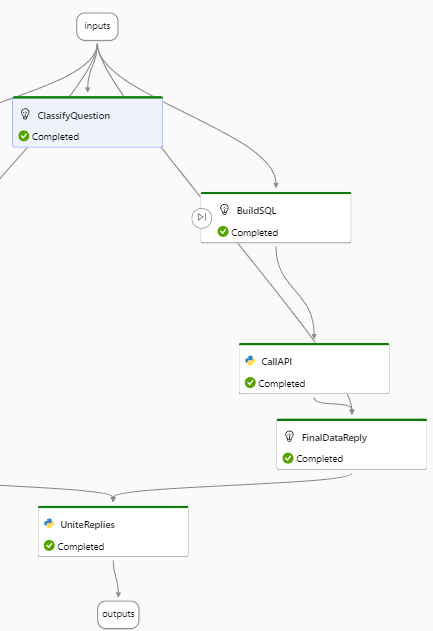 inputs
ClassifyQuestion
Completed
BuildSQL
Completed
CallAPI
Completed
FinalDataReply
Completed
UniteReplies
Completed
outputs